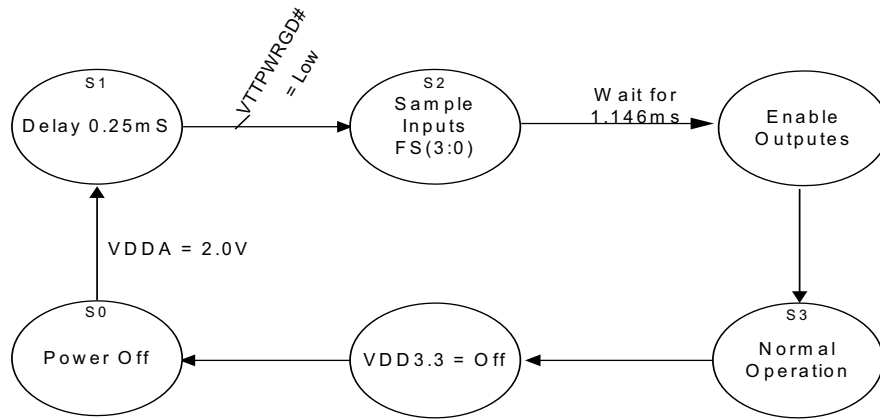 S1
Delay 0.25mS
VTTPWRGD#
= Low
S2
Sample
Inputs
FS(3:0)
Wait for
1.146ms
Enable
Outputes
VDDA = 2.0V
S0
Power Off
VDD3.3 = Off
S3
Normal
Operation